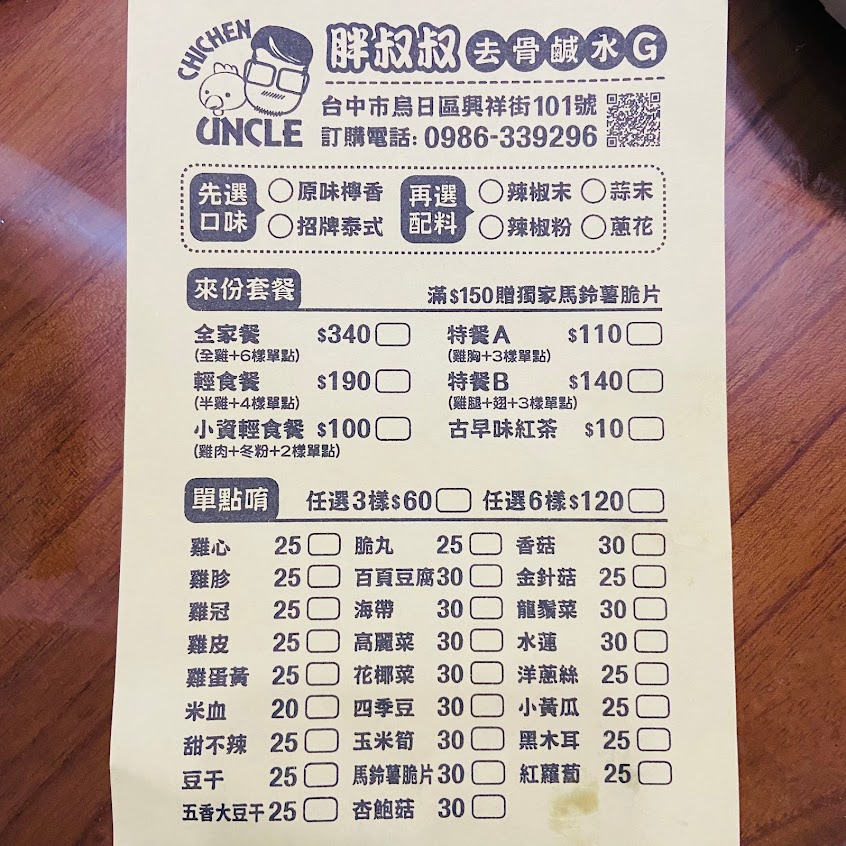 CHICHEN
UNCLE
胖叔叔去骨鹹水G
台中市烏日區興祥街101號
訂購電話: 0986-339296
先選口味 原味檸香 招牌泰式
再選配料 辣椒末 蒜末 辣椒粉 蔥花
來份套餐 滿$150贈獨家馬鈴薯脆片
全家餐 $340 特餐A $110
(全雞+6樣單點) (雞胸+3樣單點)
輕食餐 $190 特餐B $140
(半雞+4樣單點) (雞腿+翅+3樣單點)
小資輕食餐 $100 古早味紅茶 $10
(雞肉+冬粉+2樣單點)
單點唷 任選3樣$60 任選6樣$120
雞心 25 脆丸 25 香菇 30
雞胗 25 百頁豆腐 30 金針菇 25
雞冠 25 海帶 30 龍鬚菜 30
雞皮 25 高麗菜 30 水蓮 30
雞蛋黃 25 花椰菜 30 洋蔥絲 25
米血 20 四季豆 30 小黃瓜 25
甜不辣 25 玉米筍 30 黑木耳 25
豆干 25 馬鈴薯脆片 30 紅蘿蔔 25
五香大豆干 25 杏鮑菇 30